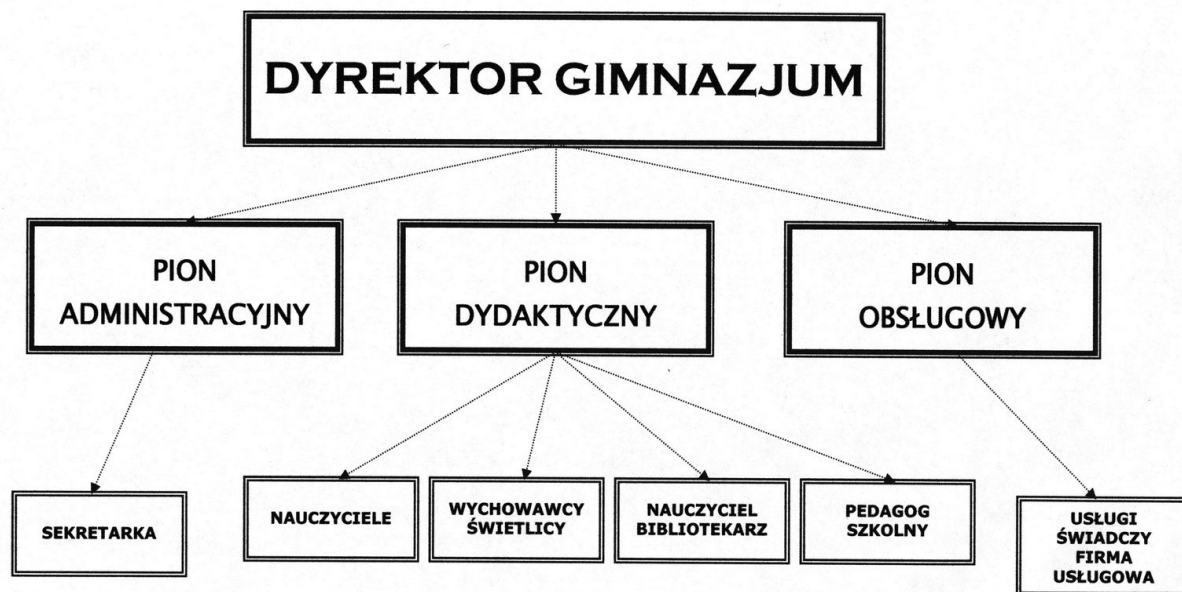 DYREKTOR GIMNAZJUM
PION
ADMINISTRACYJNY
PION
DYDAKTYCZNY
PION
OBSŁUGOWY
SEKRETARKA
NAUCZYCIELE
WYCHOWAWCY
ŚWIETLICY
NAUCZYCIEL
BIBLIOTEKARZ
PEDAGOG
SZKOLNY
USŁUGI
ŚWIADCZY
FIRMA
USŁUGOWA